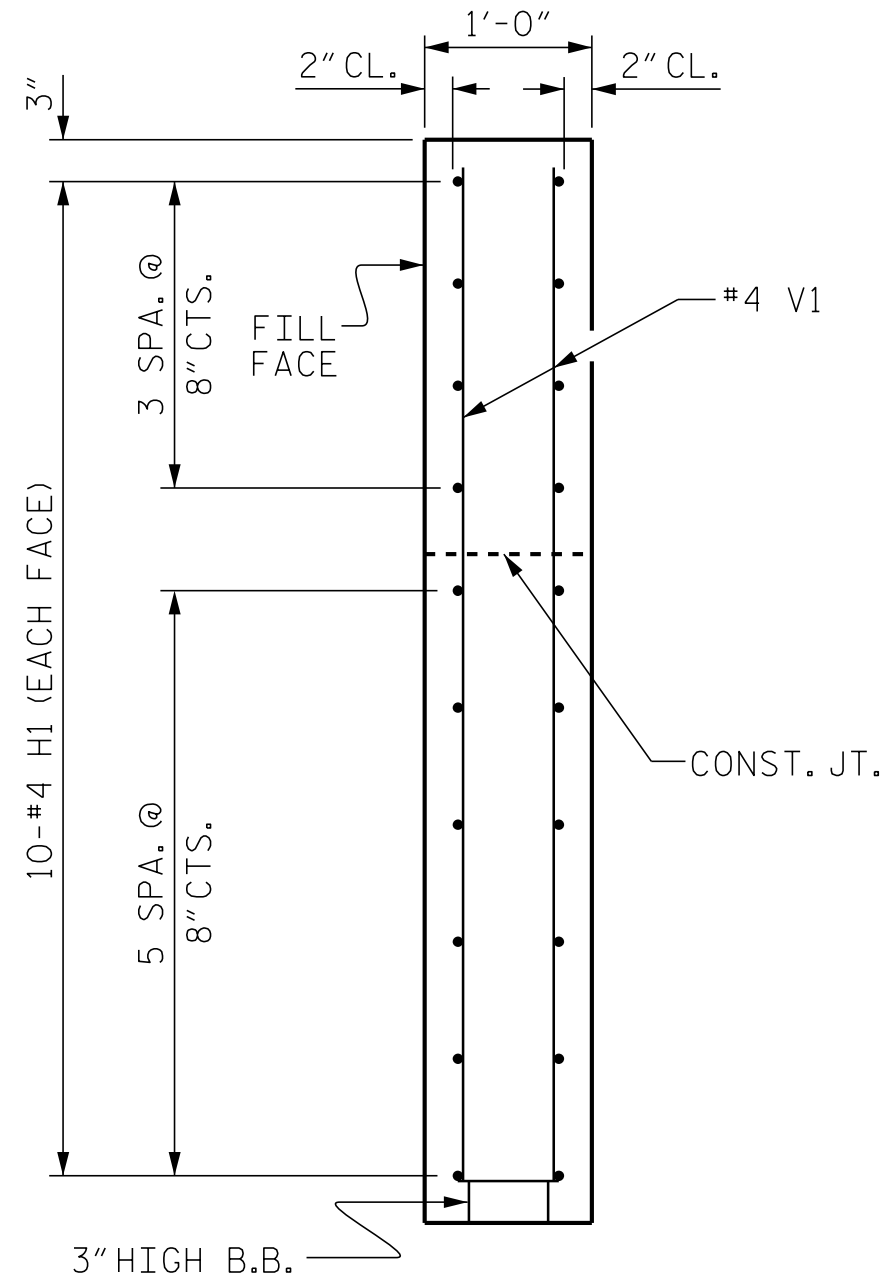 1'-0"
2" CL.
2" CL.
3"
3 SPA. @
8" CTS.
FILL
FACE
#4 V1
10-#4 H1 (EACH FACE)
CONST. JT.
5 SPA. @
8" CTS.
3" HIGH B.B.